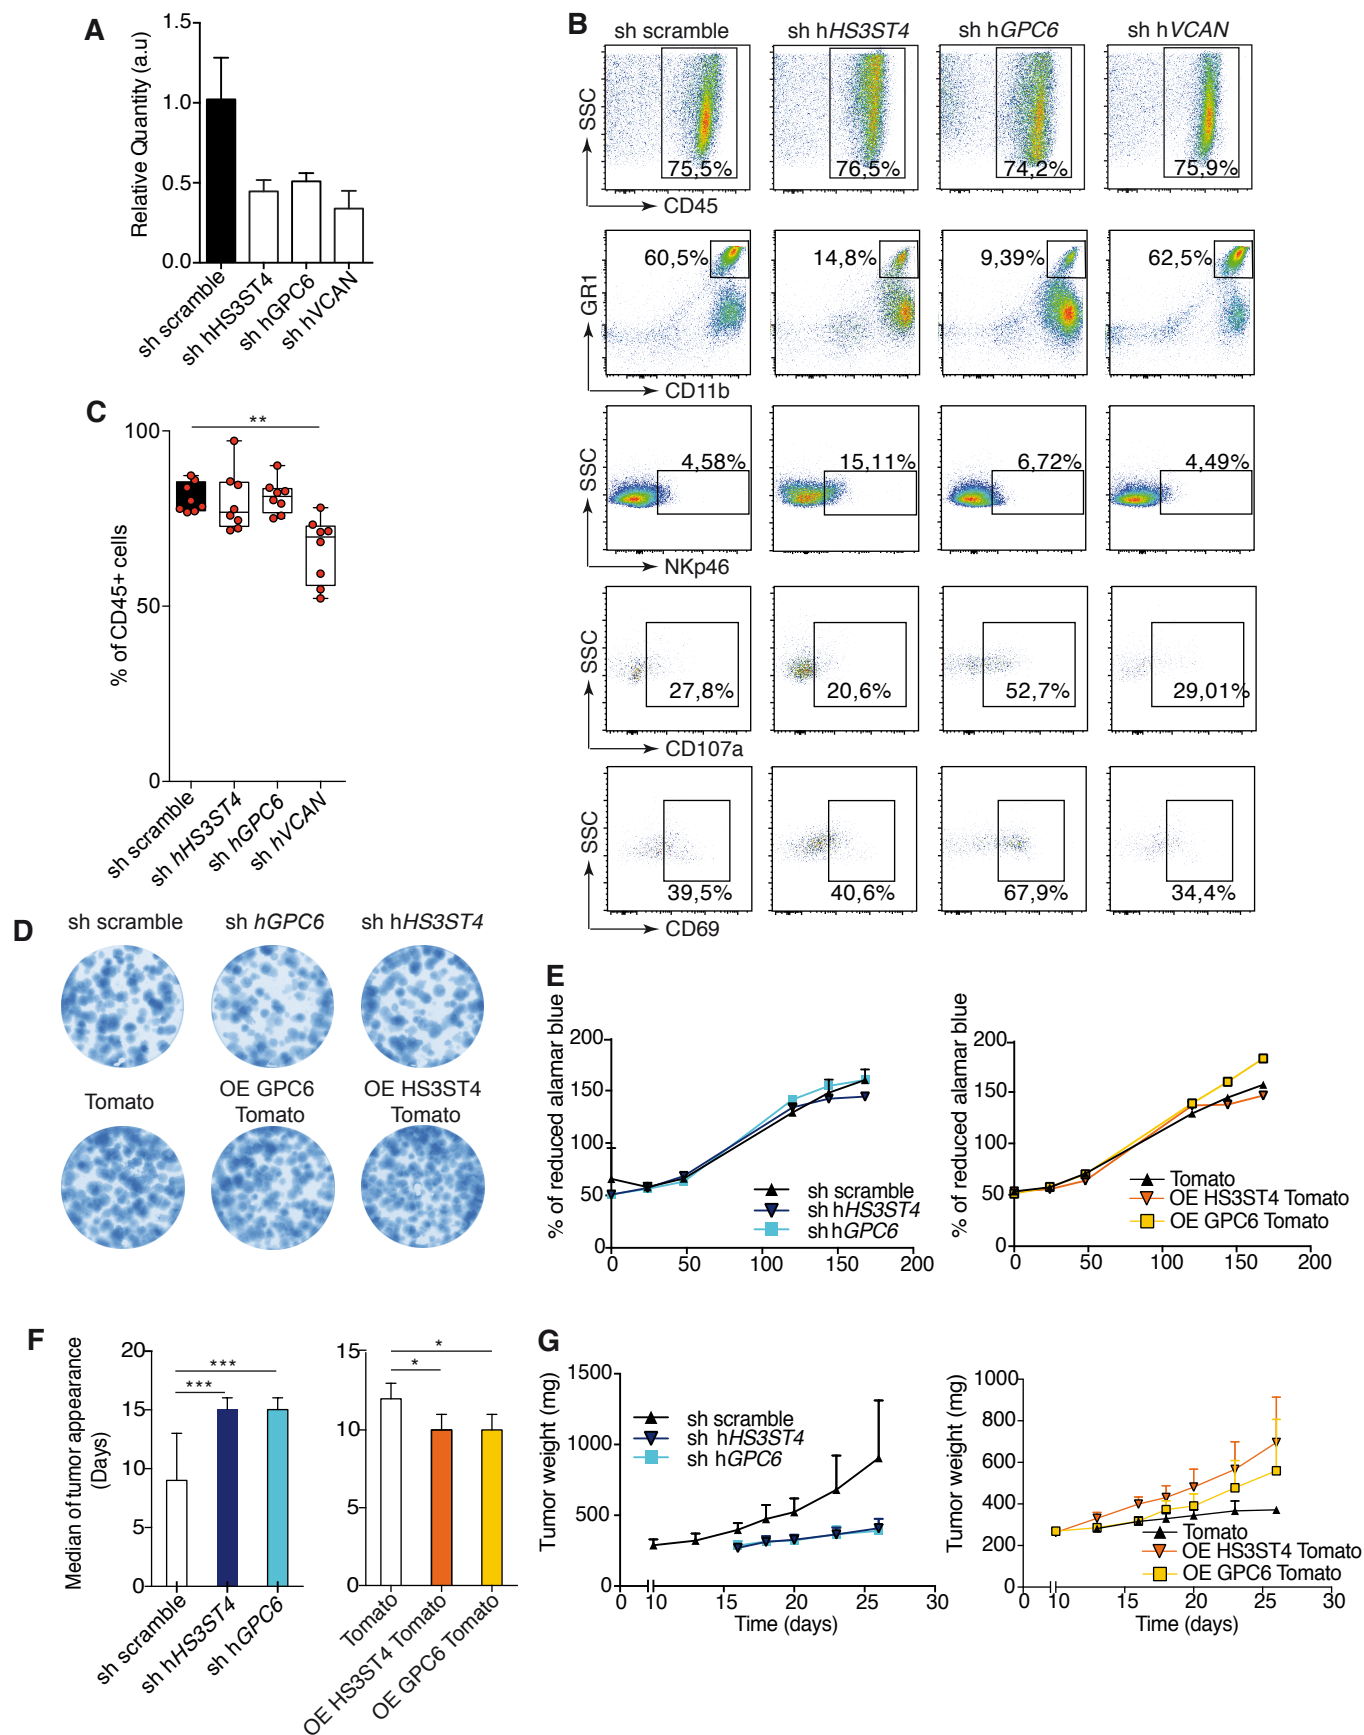 A
Relative Quantity (a.u)
1.5
1.0
0.5
0.0
sh scramble
sh hHS3ST4
sh hGPC6
sh hVCAN
B
sh scramble
sh hHS3ST4
sh hGPC6
sh hVCAN
SSC
75,5%
76,5%
74,2%
75,9%
CD45
GR1
60,5%
14,8%
9,39%
62,5%
CD11b
SSC
4,58%
15,11%
6,72%
4,49%
NKp46
SSC
27,8%
20,6%
52,7%
29,01%
CD107a
SSC
39,5%
40,6%
67,9%
34,4%
CD69
C
% of CD45+ cells
100
50
0
**
sh scramble
sh hHS3ST4
sh hGPC6
sh hVCAN
D
sh scramble
sh hGPC6
sh hHS3ST4
Tomato
OE GPC6
Tomato
OE HS3ST4
Tomato
E
% of reduced alamar blue
200
150
100
50
0
0
50
100
150
200
sh scramble
sh hHS3ST4
sh hGPC6
% of reduced alamar blue
200
150
100
50
0
0
50
100
150
200
Tomato
OE HS3ST4 Tomato
OE GPC6 Tomato
F
Median of tumor appearance
(Days)
20
15
10
5
0
***
***
sh scramble
sh hHS3ST4
sh hGPC6
15
10
5
0
*
*
Tomato
OE HS3ST4 Tomato
OE GPC6 Tomato
G
Tumor weight (mg)
1500
1000
500
0
0
10
15
20
25
30
Time (days)
sh scramble
sh hHS3ST4
sh hGPC6
Tumor weight (mg)
1000
800
600
400
200
0
0
10
15
20
25
30
Time (days)
Tomato
OE HS3ST4 Tomato
OE GPC6 Tomato